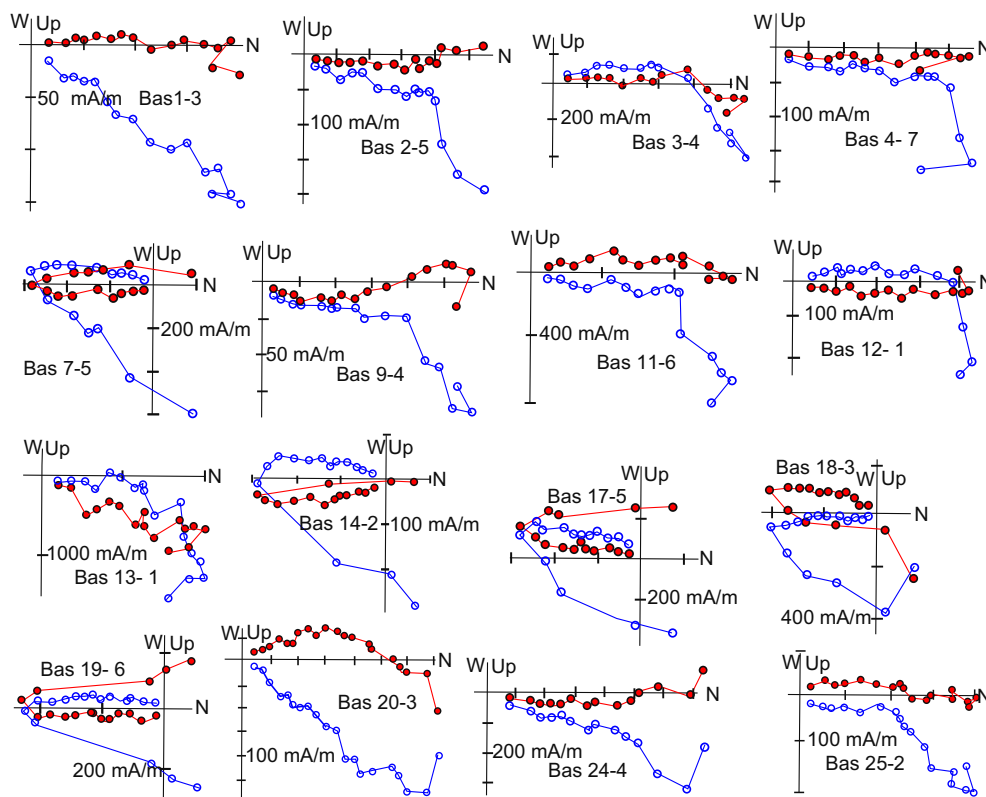 W Up
N
50 mA/m Bas1-3
W Up
N
100 mA/m
Bas 2-5
W Up
N
200 mA/m
Bas 3-4
W Up
N
100 mA/m
Bas 4- 7
W Up
N
200 mA/m
Bas 7-5
W Up
N
50 mA/m
Bas 9-4
W Up
N
400 mA/m
Bas 11-6
W Up
N
100 mA/m
Bas 12- 1
W Up
N
1000 mA/m
Bas 13- 1
W Up
N
Bas 14-2
100 mA/m
W Up
Bas 17-5
N
200 mA/m
Bas 18-3
W Up
N
400 mA/m
W Up
Bas 19- 6
N
200 mA/m
W Up
N
Bas 20-3
100 mA/m
W Up
N
200 mA/m
Bas 24-4
W Up
N
100 mA/m
Bas 25-2